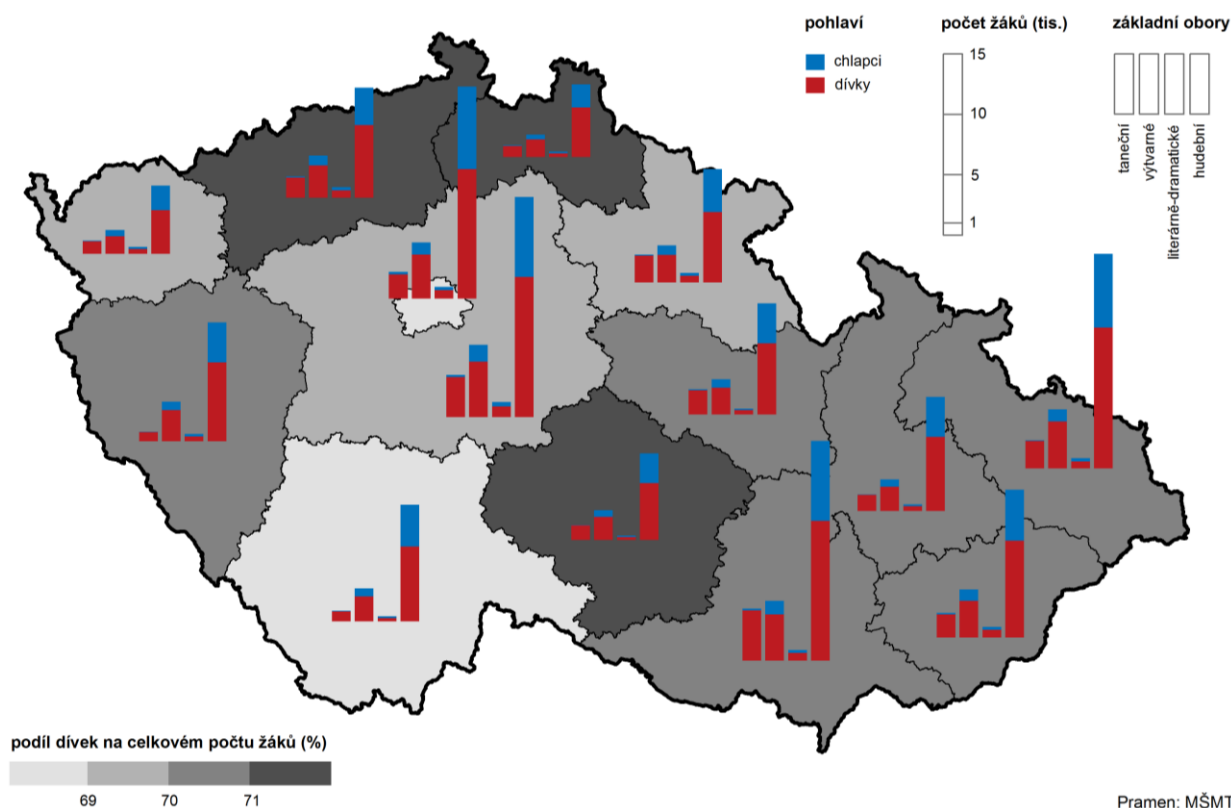 pohlaví
chlapci
dívky
počet žáků (tis.)
15
10
5
1
základní obory
taneční
výtvarné
literárně-dramatické
hudební
podíl dívek na celkovém počtu žáků (%)
69 70 71
Pramen: MŠMT